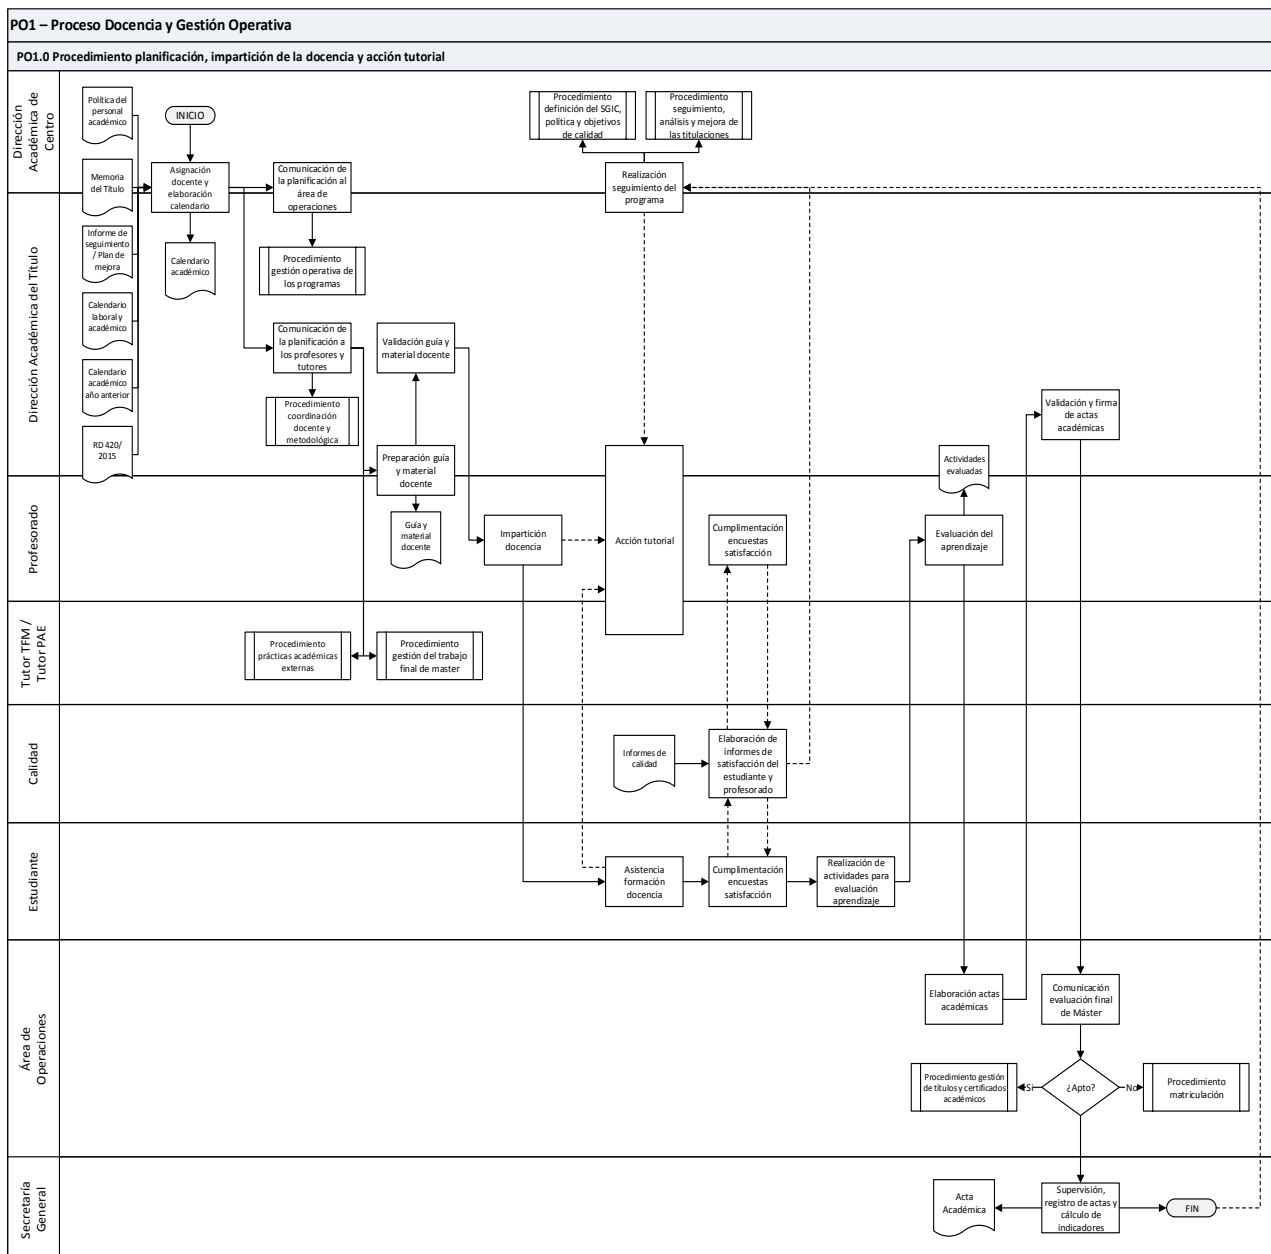 PO1 – Proceso Docencia y Gestión Operativa
PO1.0 Procedimiento planificación, impartición de la docencia y acción tutorial
Dirección
Académica de
Centro
Política del
personal
académico
INICIO
Procedimiento
definición del SGIC,
política y objetivos
de calidad
Procedimiento
seguimiento,
análisis y mejora de
las titulaciones
Memoria
del Título
Asignación
docente y
elaboración
calendario
Comunicación de
la planificación al
área de
operaciones
Realización
seguimiento del
programa
Dirección Académica del Título
Informe de
seguimiento
/ Plan de
mejora
Calendario
académico
Procedimiento
gestión operativa de
los programas
Calendario
laboral y
académico
Comunicación de
la planificación a
los profesores y
tutores
Validación guía y
material docente
Calendario
académico
año anterior
Procedimiento
coordinación
docente y
metodológica
Validación y firma
de actas
académicas
RD 420/
2015
Preparación guía
y material
docente
Actividades
evaluadas
Profesorado
Guía y
material
docente
Impartición
docencia
Acción tutorial
Cumplimentación
encuestas
satisfacción
Evaluación del
aprendizaje
Tutor TFM /
Tutor PAE
Procedimiento
prácticas académicas
externas
Procedimiento
gestión del trabajo
final de master
Calidad
Informes de
calidad
Elaboración de
informes de
satisfacción del
estudiante y
profesorado
Estudiante
Asistencia
formación
docencia
Cumplimentación
encuestas
satisfacción
Realización de
actividades para
evaluación
aprendizaje
Área de
Operaciones
Elaboración actas
académicas
Comunicación
evaluación final
de Máster
Procedimiento gestión
de títulos y certificados
académicos
Si
¿Apto?
No
Procedimiento
matriculación
Secretaría
General
Acta
Académica
Supervisión,
registro de actas y
cálculo de
indicadores
FIN